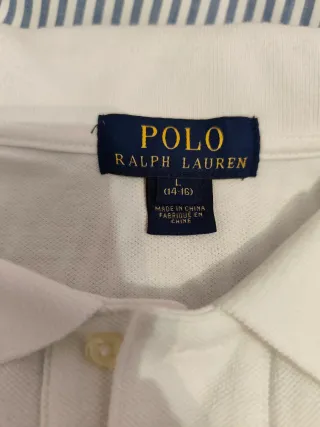 POLO
RALPH LAUREN
L
(14-16)
MADE IN CHINA
FABRIQUÉ EN
CHINE